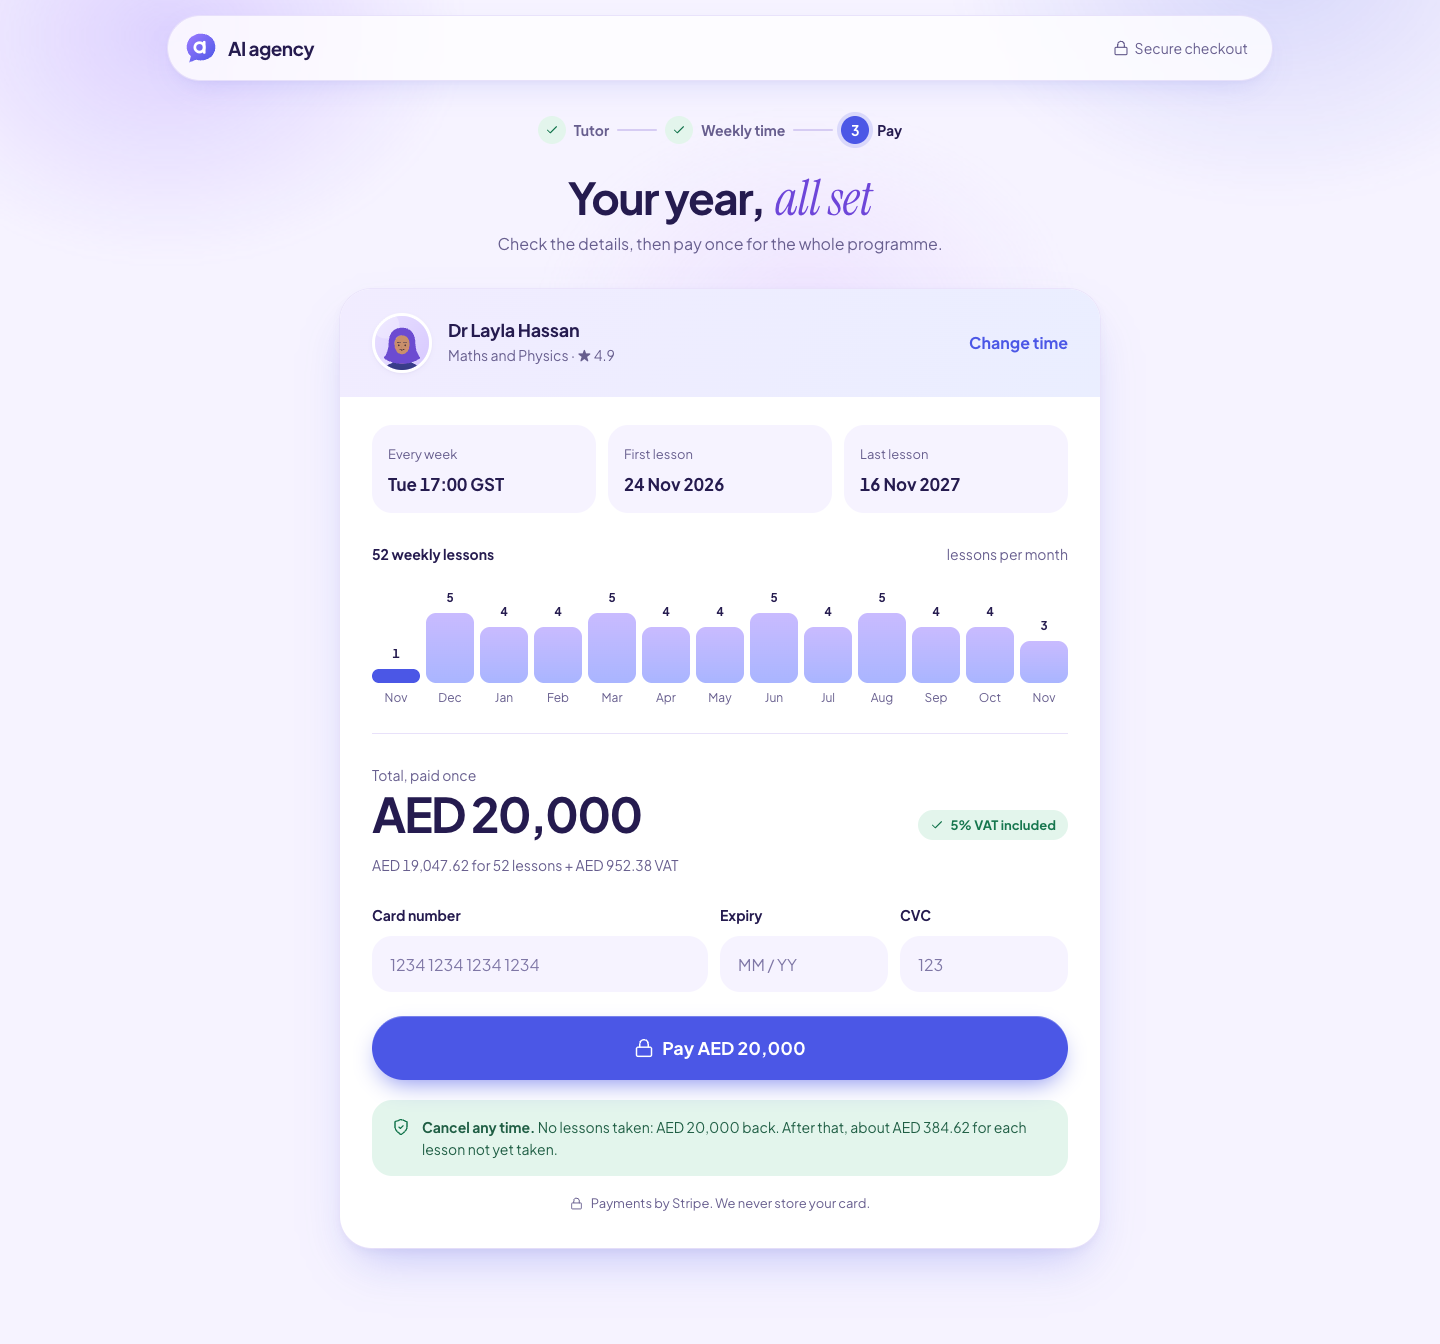 AI agency
Secure checkout
Tutor
Weekly time
3 Pay
Your year, all set
Check the details, then pay once for the whole programme.
Dr Layla Hassan
Maths and Physics · ★ 4.9
Change time
Every week
Tue 17:00 GST
First lesson
24 Nov 2026
Last lesson
16 Nov 2027
52 weekly lessons
lessons per month
1 5 4 4 5 4 4 5 4 5 4 4 3
Nov Dec Jan Feb Mar Apr May Jun Jul Aug Sep Oct Nov
Total, paid once
AED 20,000
5% VAT included
AED 19,047.62 for 52 lessons + AED 952.38 VAT
Card number
Expiry
CVC
1234 1234 1234 1234
MM / YY
123
Pay AED 20,000
Cancel any time. No lessons taken: AED 20,000 back. After that, about AED 384.62 for each
lesson not yet taken.
Payments by Stripe. We never store your card.